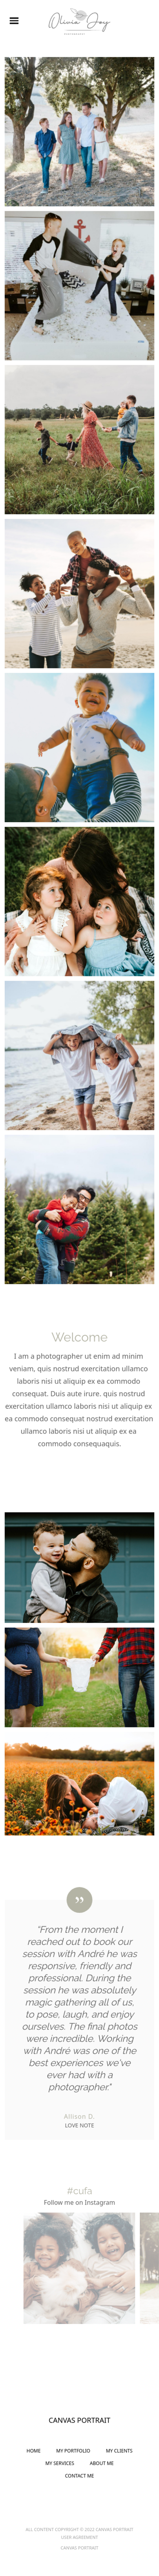 Olivia Joy
Welcome
I am a photographer ut enim ad minim
veniam, quis nostrud exercitation ullamco
laboris nisi ut aliquip ex ea commodo
consequat. Duis aute irure. quis nostrud
exercitation ullamco laboris nisi ut aliquip ex
ea commodo consequat nostrud exercitation
ullamco laboris nisi ut aliquip ex ea
commodo consequaquis.
”
“From the moment I
reached out to book our
session with André he was
responsive, friendly and
professional. During the
session he was absolutely
magic gathering all of us,
to pose, laugh, and enjoy
ourselves. The final photos
were incredible. Working
with André was one of the
best experiences we've
ever had with a
photographer.”
Allison D.
LOVE NOTE
#cufa
Follow me on Instagram
CANVAS PORTRAIT
HOME MY PORTFOLIO MY CLIENTS
MY SERVICES ABOUT ME
CONTACT ME
ALL CONTENT COPYRIGHT © 2022 CANVAS PORTRAIT
USER AGREEMENT
CANVAS PORTRAIT